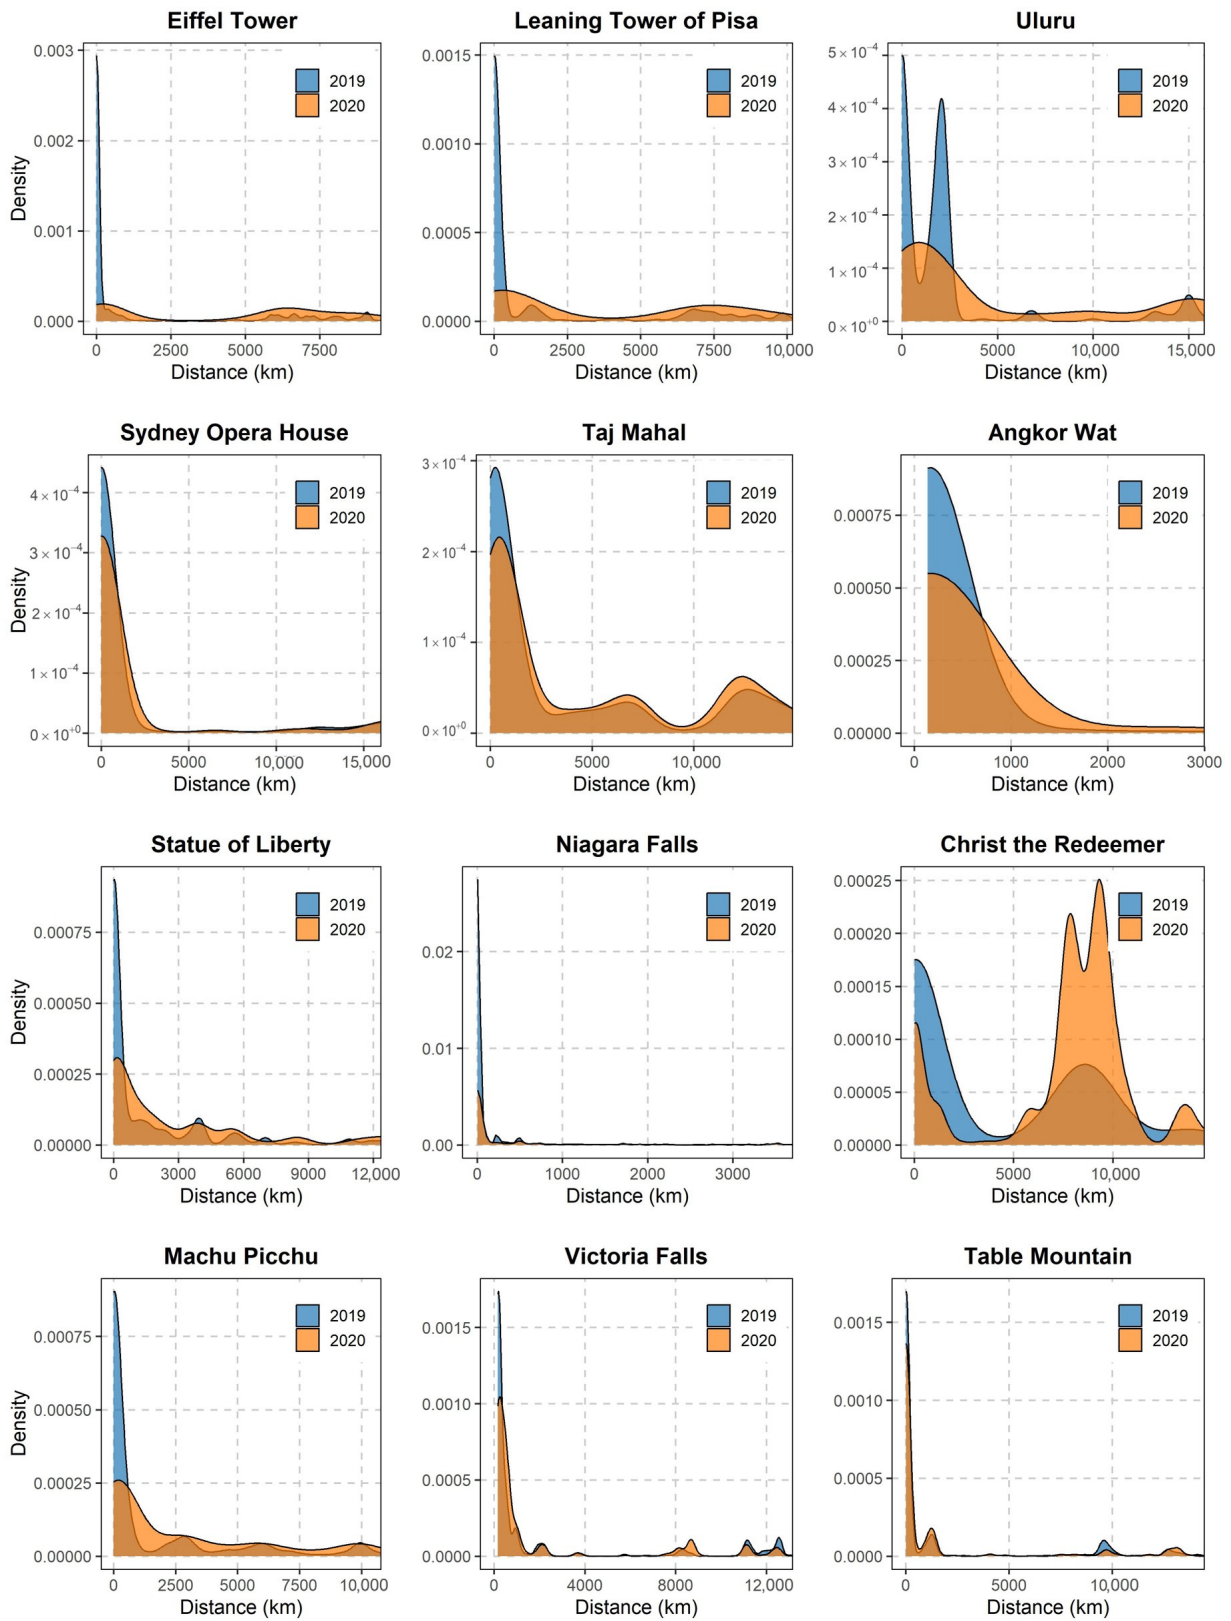 Eiffel Tower
0.003
0.002
0.001
0.000
Density
0 2500 5000 7500
Distance (km)
2019
2020
Leaning Tower of Pisa
0.0015
0.0010
0.0005
0.0000
0 2500 5000 7500 10,000
Distance (km)
2019
2020
Uluru
5 × 10⁻⁴
4 × 10⁻⁴
3 × 10⁻⁴
2 × 10⁻⁴
1 × 10⁻⁴
0 × 10⁺⁰
0 5000 10,000 15,000
Distance (km)
2019
2020
Sydney Opera House
4 × 10⁻⁴
3 × 10⁻⁴
2 × 10⁻⁴
1 × 10⁻⁴
0 × 10⁺⁰
Density
0 5000 10,000 15,000
Distance (km)
2019
2020
Taj Mahal
3 × 10⁻⁴
2 × 10⁻⁴
1 × 10⁻⁴
0 × 10⁺⁰
0 5000 10,000
Distance (km)
2019
2020
Angkor Wat
0.00075
0.00050
0.00025
0.00000
0 1000 2000 3000
Distance (km)
2019
2020
Statue of Liberty
0.00075
0.00050
0.00025
0.00000
Density
0 3000 6000 9000 12,000
Distance (km)
2019
2020
Niagara Falls
0.02
0.01
0.00
0 1000 2000 3000
Distance (km)
2019
2020
Christ the Redeemer
0.00025
0.00020
0.00015
0.00010
0.00005
0.00000
0 5000 10,000
Distance (km)
2019
2020
Machu Picchu
0.00075
0.00050
0.00025
0.00000
Density
0 2500 5000 7500 10,000
Distance (km)
2019
2020
Victoria Falls
0.0015
0.0010
0.0005
0.0000
0 4000 8000 12,000
Distance (km)
2019
2020
Table Mountain
0.0015
0.0010
0.0005
0.0000
0 5000 10,000
Distance (km)
2019
2020